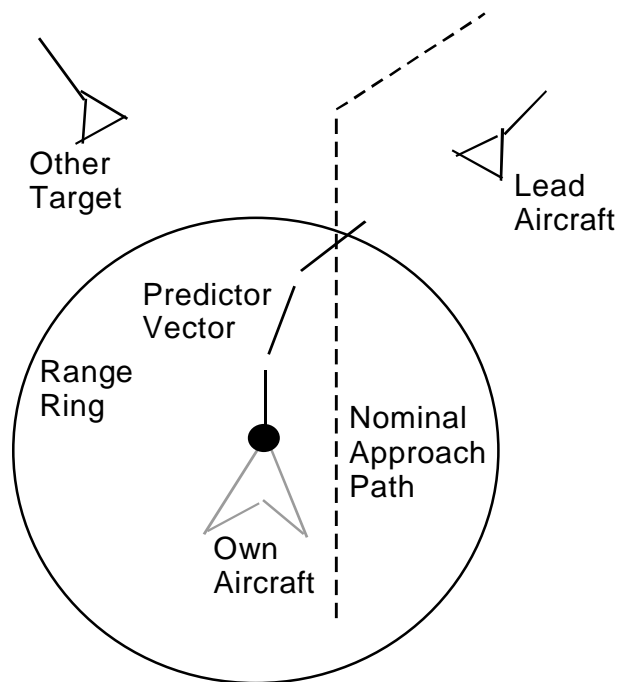 Other
Target
Lead
Aircraft
Predictor
Vector
Range
Ring
Nominal
Approach
Path
Own
Aircraft